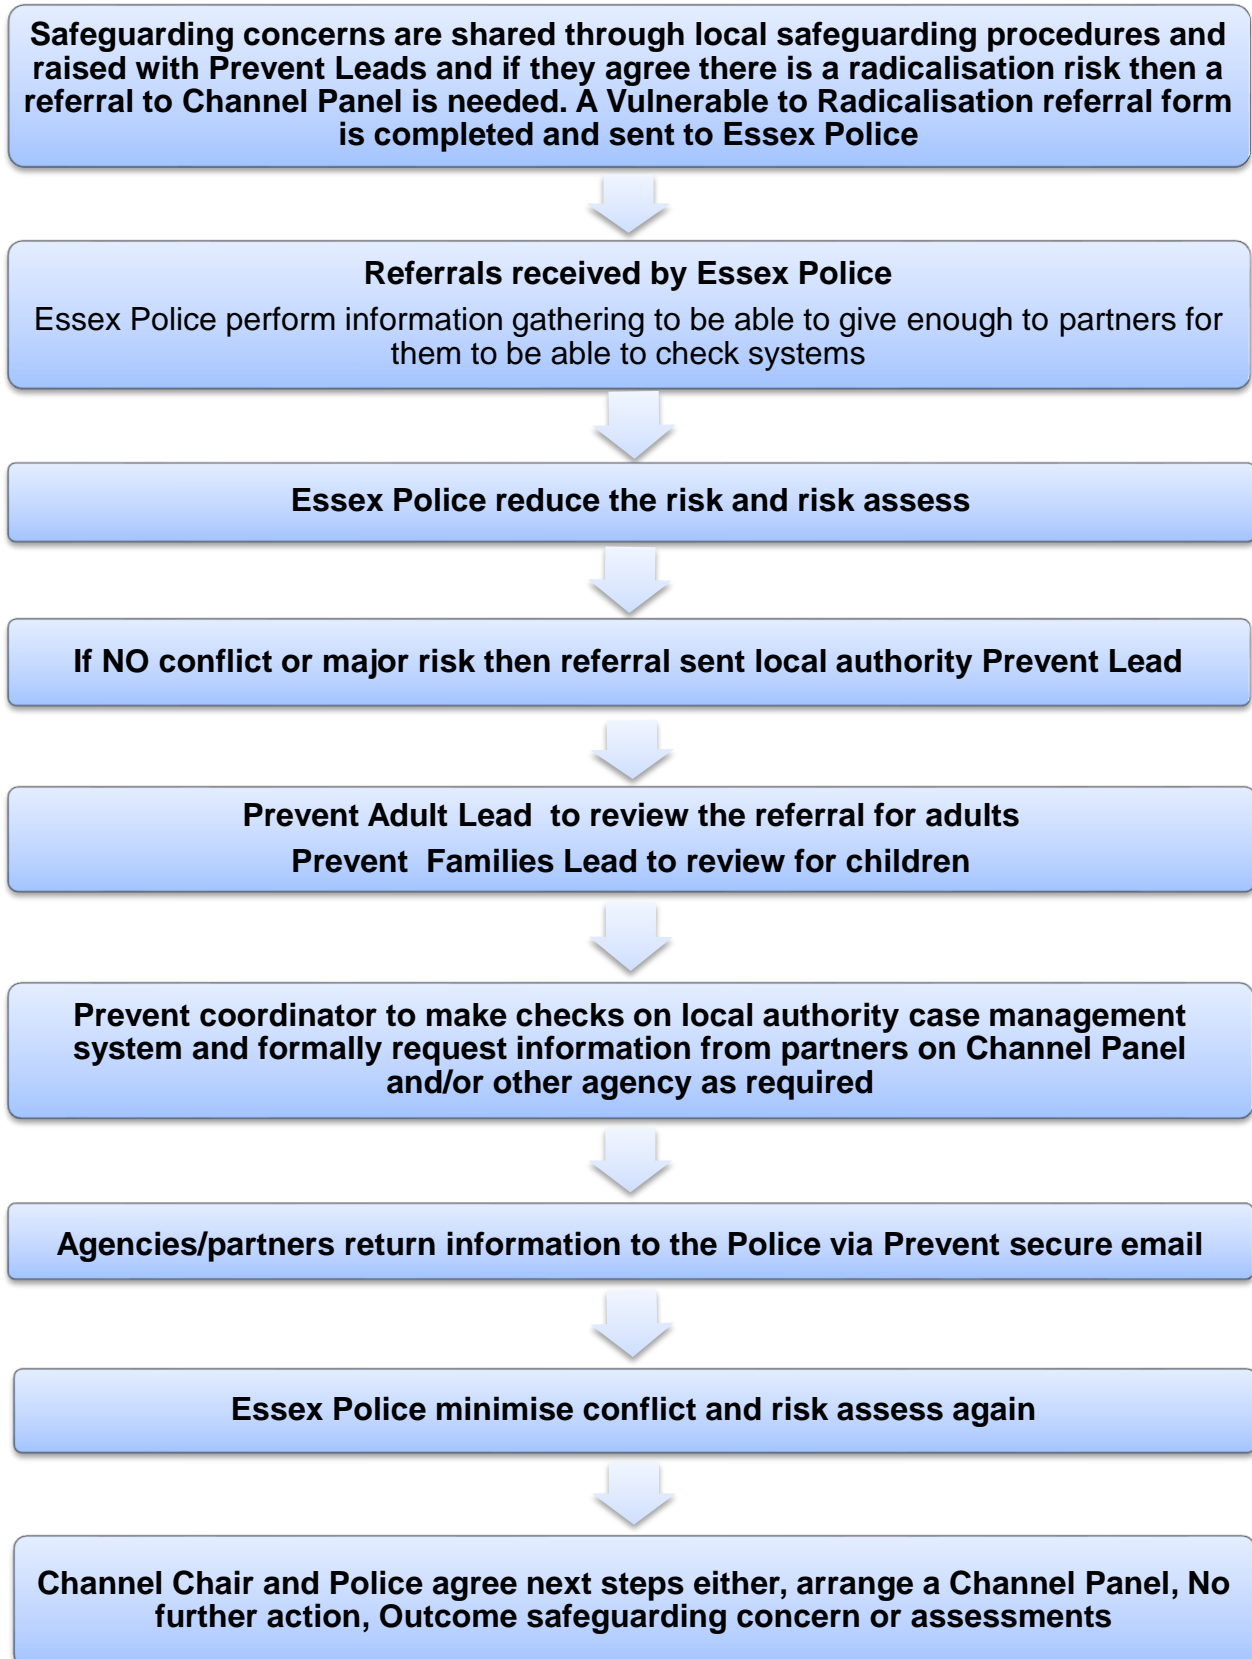 Safeguarding concerns are shared through local safeguarding procedures and
raised with Prevent Leads and if they agree there is a radicalisation risk then a
referral to Channel Panel is needed. A Vulnerable to Radicalisation referral form
is completed and sent to Essex Police
Referrals received by Essex Police
Essex Police perform information gathering to be able to give enough to partners for
them to be able to check systems
Essex Police reduce the risk and risk assess
If NO conflict or major risk then referral sent local authority Prevent Lead
Prevent Adult Lead to review the referral for adults
Prevent Families Lead to review for children
Prevent coordinator to make checks on local authority case management
system and formally request information from partners on Channel Panel
and/or other agency as required
Agencies/partners return information to the Police via Prevent secure email
Essex Police minimise conflict and risk assess again
Channel Chair and Police agree next steps either, arrange a Channel Panel, No
further action, Outcome safeguarding concern or assessments